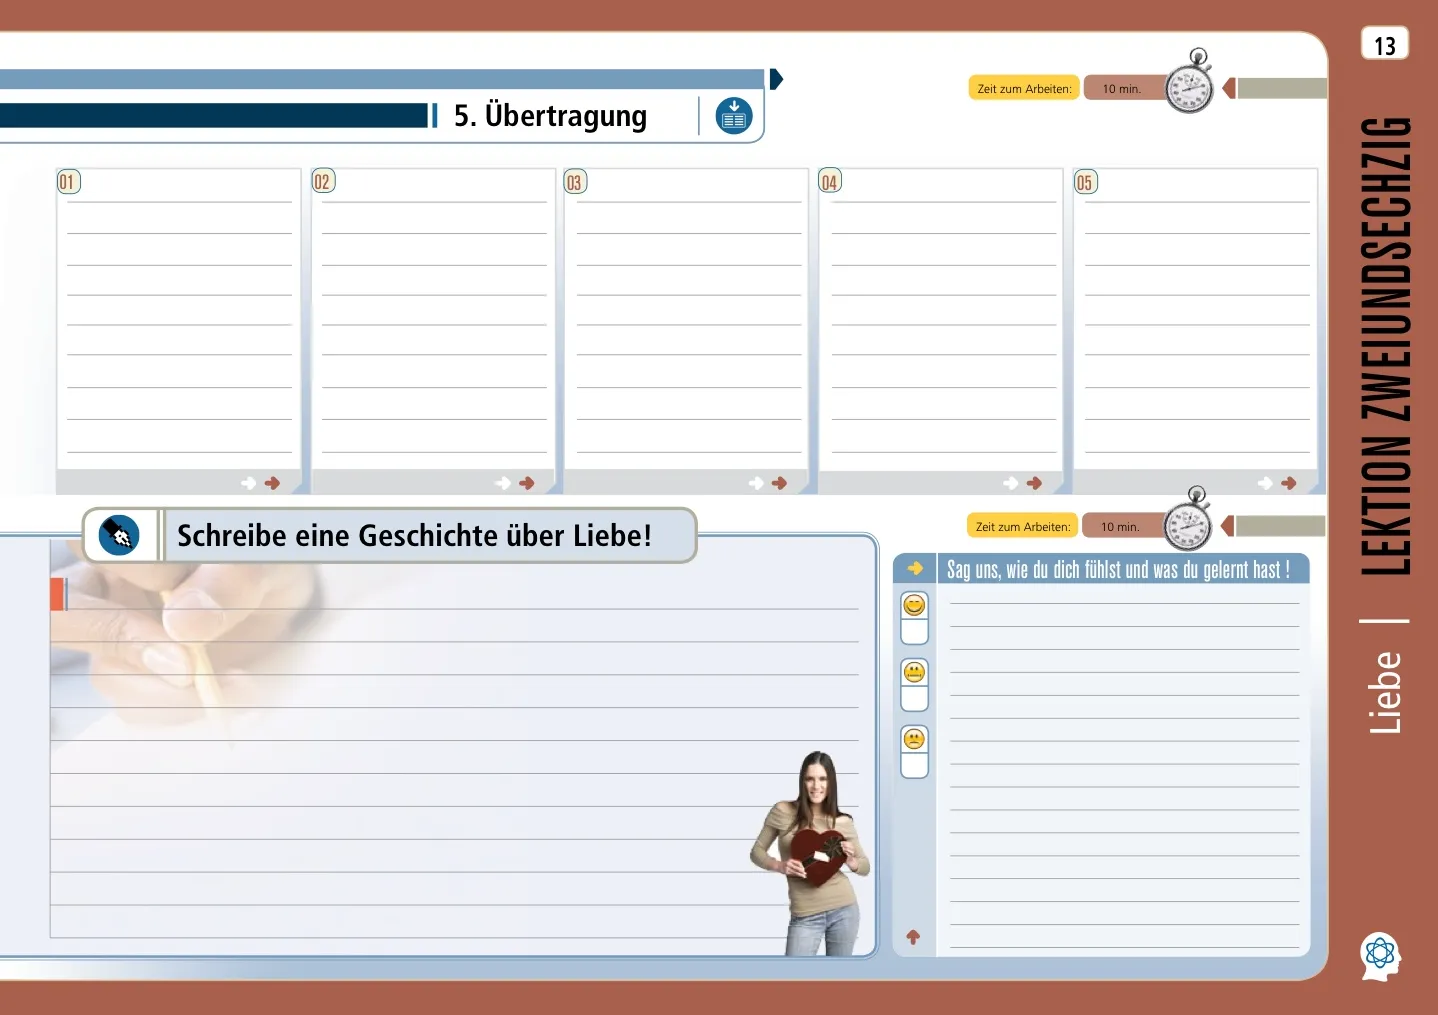 13
Zeit zum Arbeiten: 10 min.
5. Übertragung
01 02 03 04 05
Schreibe eine Geschichte über Liebe!
Zeit zum Arbeiten: 10 min.
Sag uns, wie du dich fühlst und was du gelernt hast !
LEKTION ZWEIUNDSECHZIG
Liebe